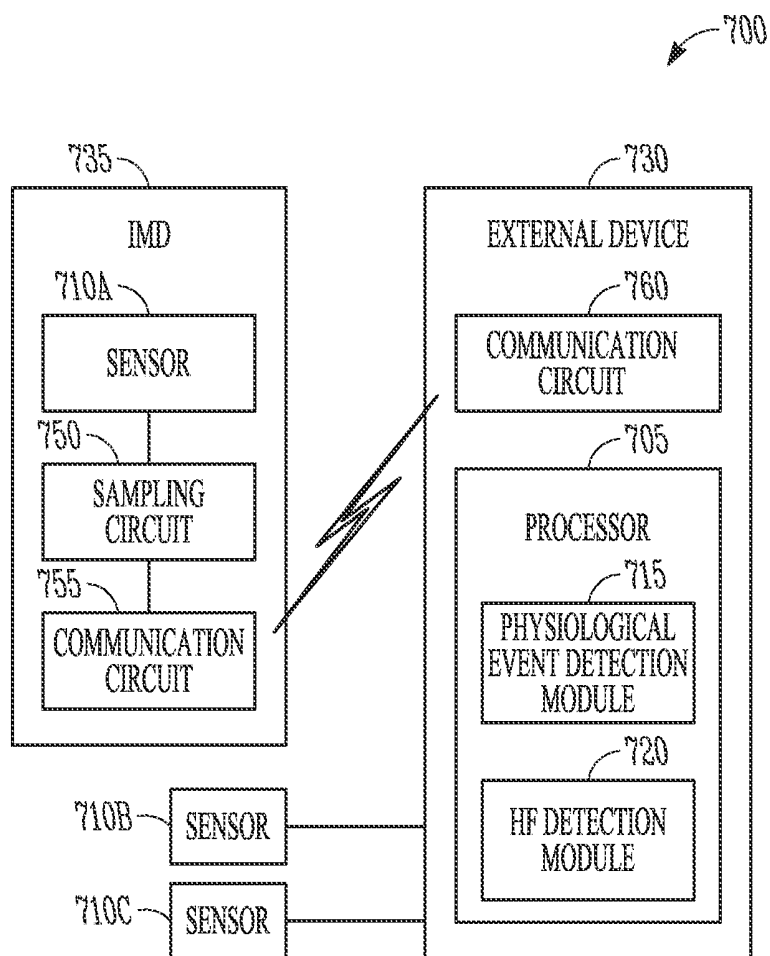 700
735
IMD
710A
SENSOR
750
SAMPLING
CIRCUIT
755
COMMUNICATION
CIRCUIT
730
EXTERNAL DEVICE
760
COMMUNICATION
CIRCUIT
705
PROCESSOR
715
PHYSIOLOGICAL
EVENT DETECTION
MODULE
720
HF DETECTION
MODULE
710B
SENSOR
710C
SENSOR